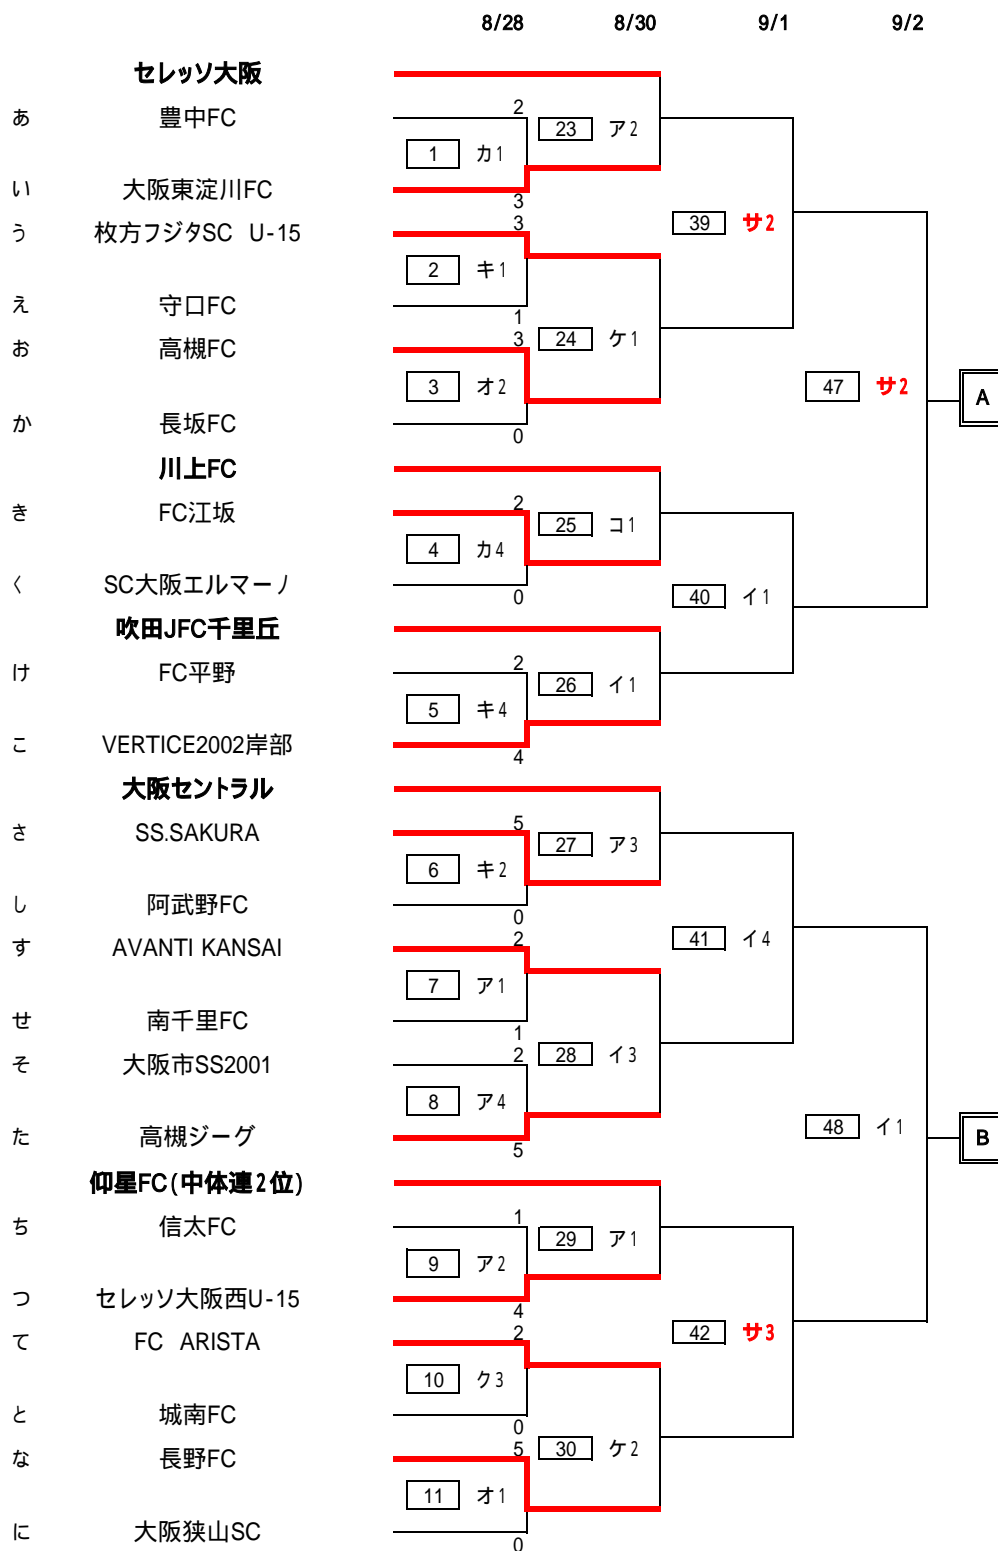 8/28 8/30 9/1 9/2
セレッソ大阪
あ 豊中FC 2
23 ア2
1 カ1
い 大阪東淀川FC 3
う 枚方フジタSC U-15 3
39 サ2
2 キ1
え 守口FC 1
お 高槻FC 3
24 ケ1
3 オ2
47 サ2
A
か 長坂FC 0
川上FC
き FC江坂 2
25 コ1
4 カ4
く SC大阪エルマーノ 0
40 イ1
吹田JFC千里丘
け FC平野 2
26 イ1
5 キ4
こ VERTICE2002岸部 4
大阪セントラル
さ SS.SAKURA 5
27 ア3
6 キ2
し 阿武野FC 0
す AVANTI KANSAI 2
41 イ4
7 ア1
せ 南千里FC 1
そ 大阪市SS2001 2
28 イ3
8 ア4
た 高槻ジーグ 5
48 イ1
B
仰星FC(中体連2位)
ち 信太FC 1
29 ア1
9 ア2
つ セレッソ大阪西U-15 4
て FC ARISTA 2
42 サ3
10 ク3
と 城南FC 0
な 長野FC 5
30 ケ2
11 オ1
に 大阪狭山SC 0